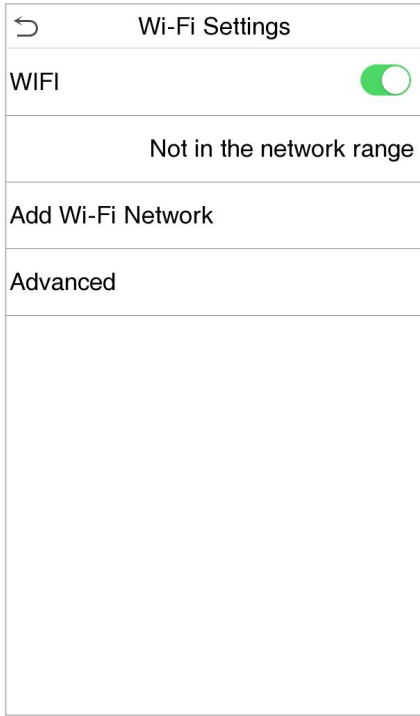 Wi-Fi Settings
WIFI
Not in the network range
Add Wi-Fi Network
Advanced